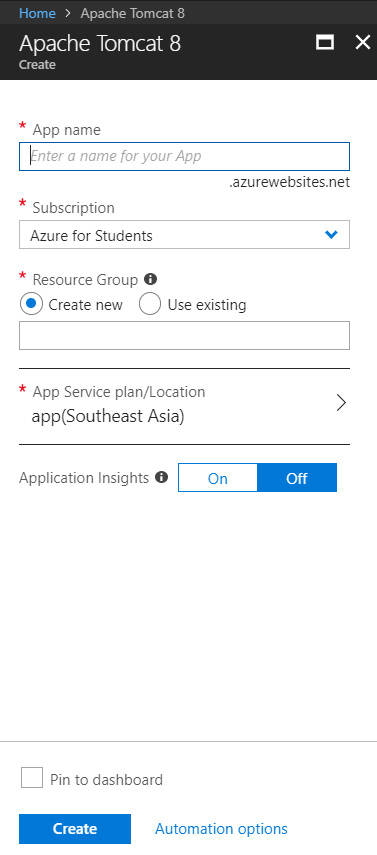 Home > Apache Tomcat 8
Apache Tomcat 8
Create
* App name
Enter a name for your App
.azurewebsites.net
* Subscription
Azure for Students
* Resource Group
Create new Use existing
* App Service plan/Location
app(Southeast Asia)
Application Insights On Off
Pin to dashboard
Create Automation options